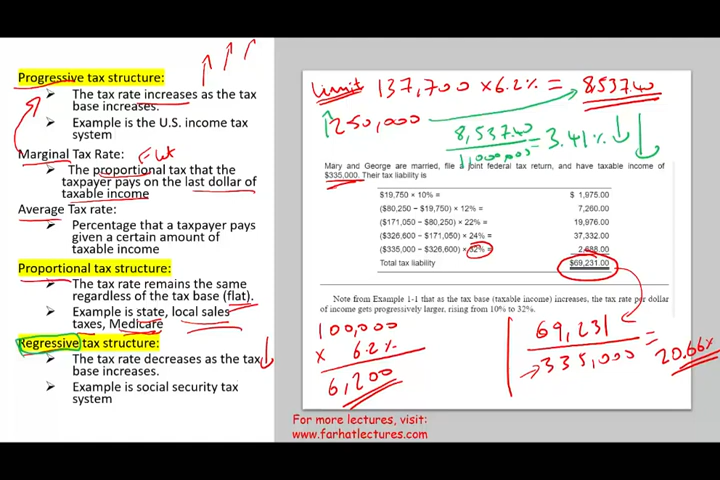 Progressive tax structure:
The tax rate increases as the tax
base increases.
Example is the U.S. income tax
system
Marginal Tax Rate:
Flat
The proportional tax that the
taxpayer pays on the last dollar of
taxable income
Average Tax rate:
Percentage that a taxpayer pays
given a certain amount of
taxable income
Proportional tax structure:
The tax rate remains the same
regardless of the tax base (flat).
Example is state, local sales
taxes, Medicare
Regressive tax structure:
The tax rate decreases as the tax
base increases.
Example is social security tax
system
limit 137,700 x 6.2% = 8,537.40
250,000
8,537.40
= 3.41%
Mary and George are married, file a joint federal tax return, and have taxable income of
$335,000. Their tax liability is
$19,750 × 10% = $ 1,975.00
($80,250 – $19,750) × 12% = 7,260.00
($171,050 – $80,250) × 22% = 19,976.00
($326,600 – $171,050) × 24% = 37,332.00
($335,000 – $326,600) × 32% = 2,688.00
Total tax liability $69,231.00
Note from Example 1-1 that as the tax base (taxable income) increases, the tax rate per dollar
of income gets progressively larger, rising from 10% to 32%.
100,000
x 6.2%
6,200
69,231
335,000
= 20.66%
For more lectures, visit:
www.farhatlectures.com